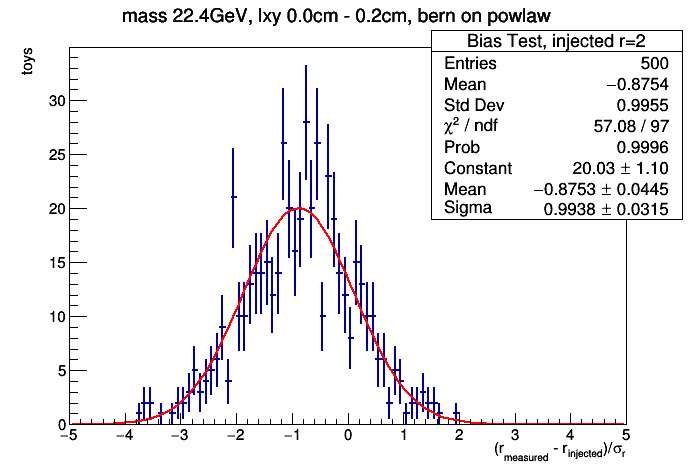 mass 22.4GeV, lxy 0.0cm - 0.2cm, bern on powlaw
Bias Test, injected r=2
Entries 500
Mean −0.8754
Std Dev 0.9955
χ² / ndf 57.08 / 97
Prob 0.9996
Constant 20.03 ± 1.10
Mean −0.8753 ± 0.0445
Sigma 0.9938 ± 0.0315
toys
30
25
20
15
10
5
0
−5 −4 −3 −2 −1 0 1 2 3 4 5
(r_measured - r_injected)/σ_r